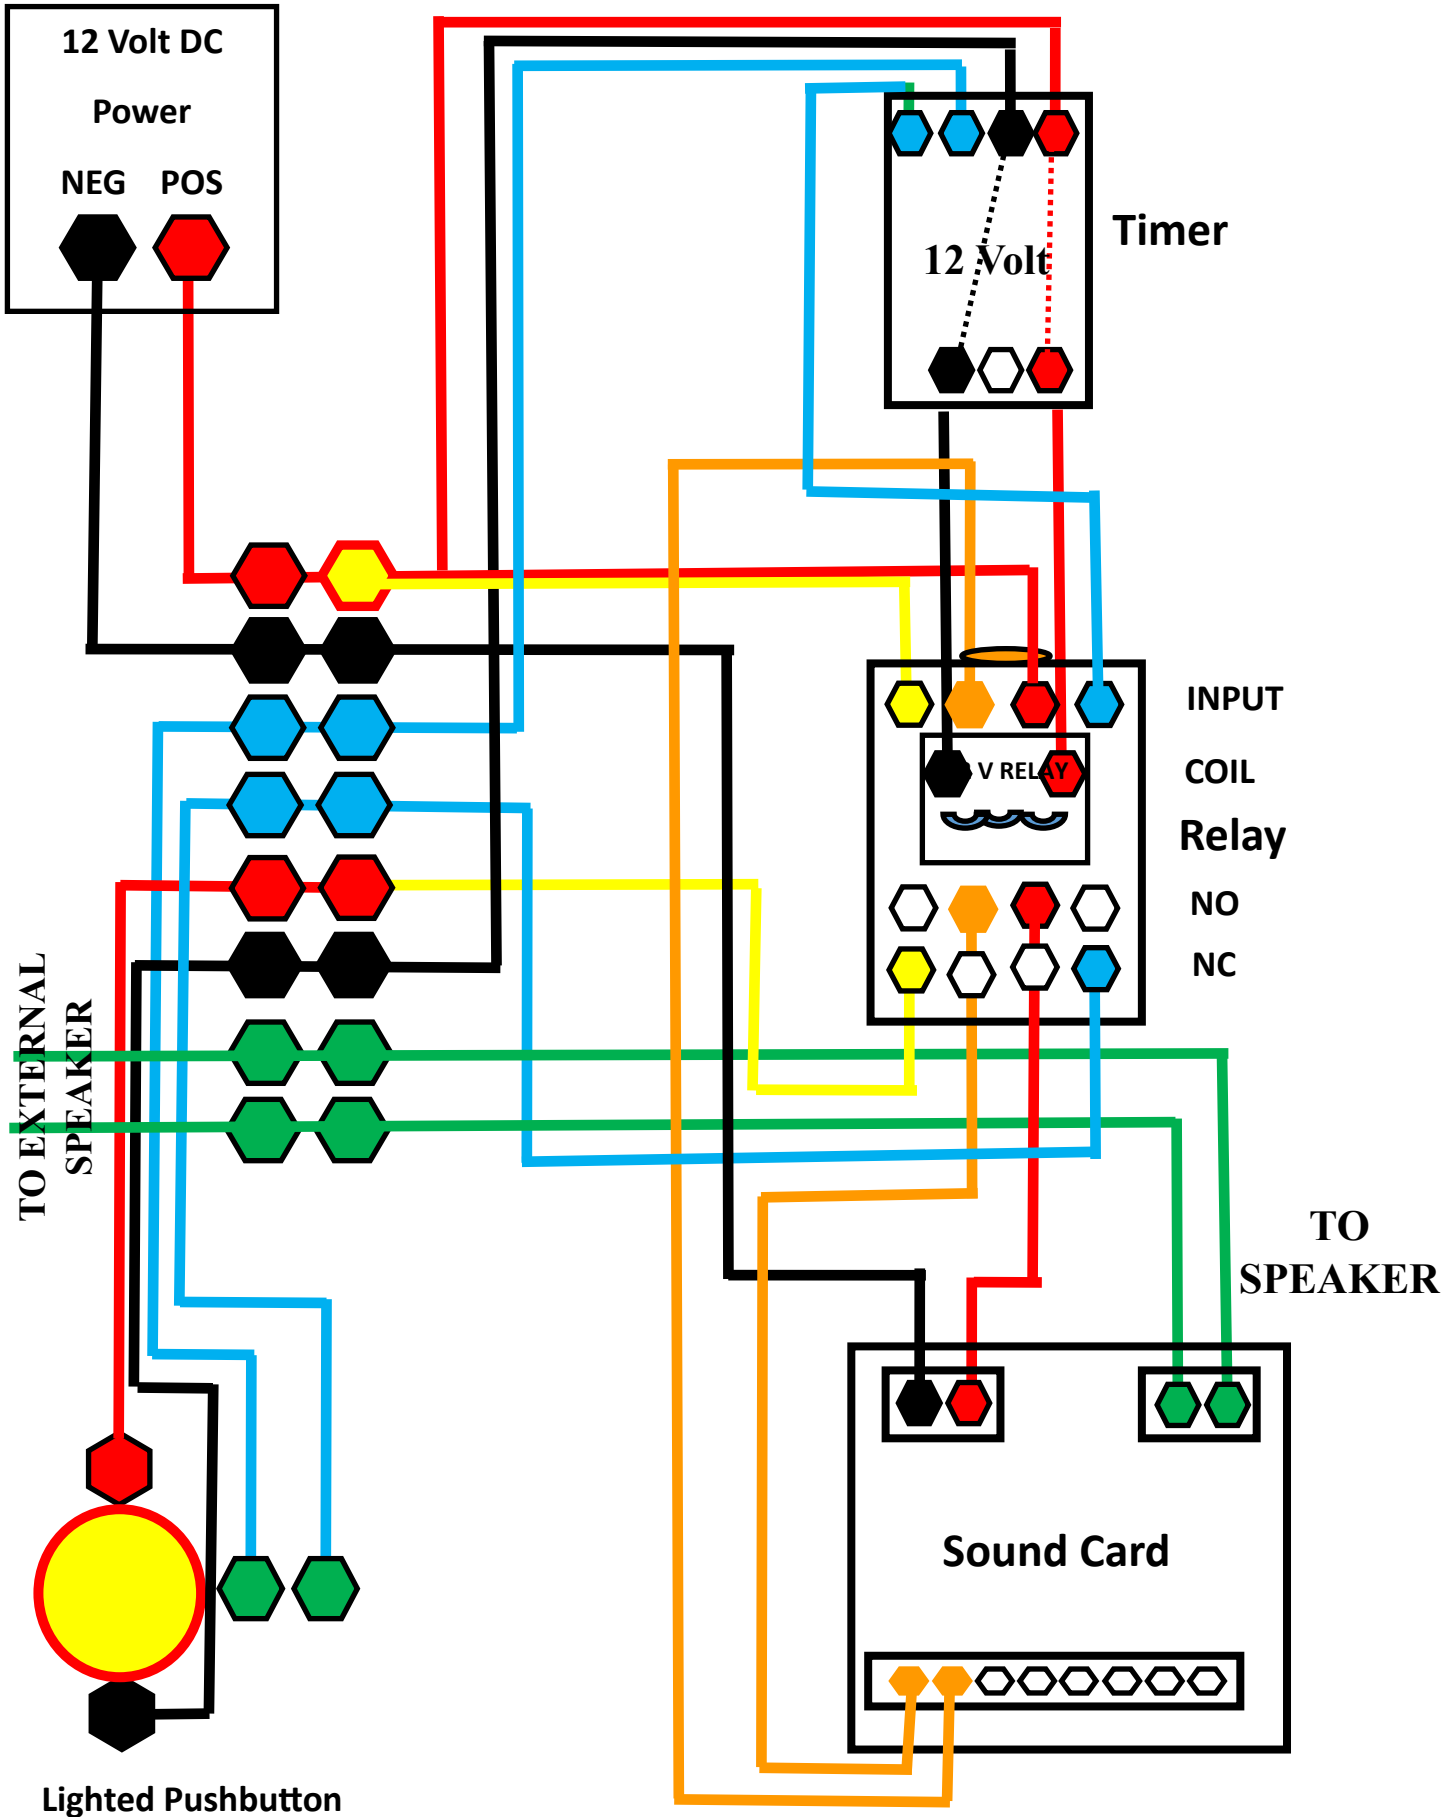 12 Volt DC
Power
NEG POS
Timer
12 Volt
INPUT
V RELAY
COIL
Relay
NO
NC
TO EXTERNAL
SPEAKER
TO
SPEAKER
Sound Card
Lighted Pushbutton